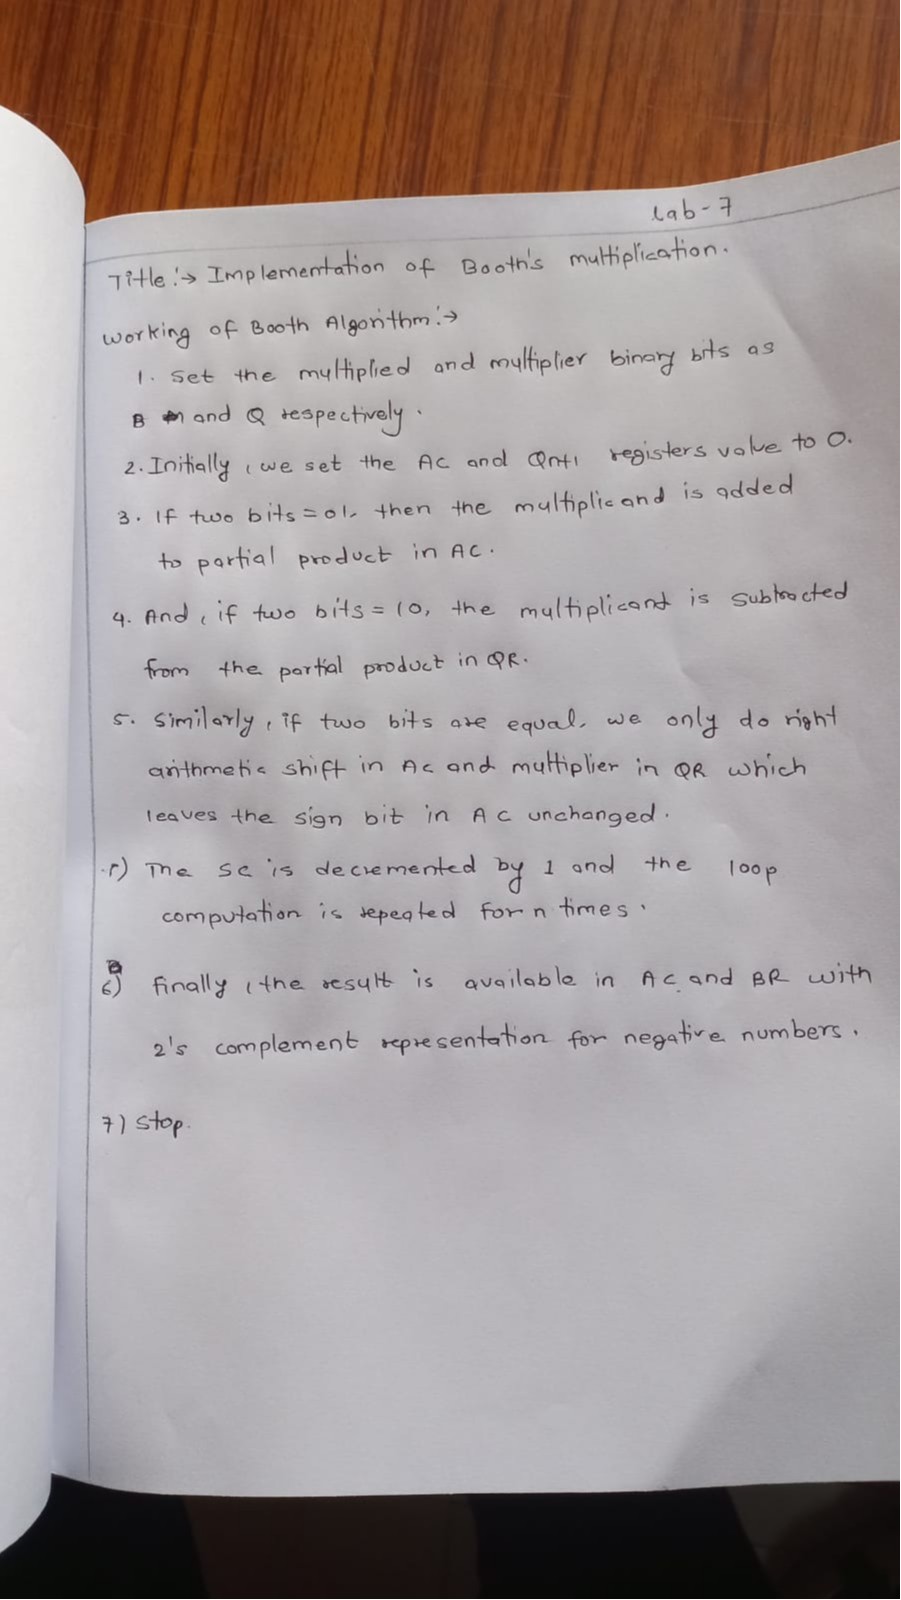 Lab-7
Title:→ Implementation of Booth's multiplication.
Working of Booth Algorithm:→
1. Set the multiplied and multiplier binary bits as
B and Q respectively.
2. Initially, we set the AC and Qn+1 registers value to 0.
3. If two bits = 01, then the multiplicand is added
to partial product in AC.
4. And, if two bits = 10, the multiplicand is subtracted
from the partial product in QR.
5. Similarly, if two bits are equal, we only do right
arithmetic shift in AC and multiplier in QR which
leaves the sign bit in AC unchanged.
5) The SC is decremented by 1 and the loop
computation is repeated for n times.
6) Finally, the result is available in AC and BR with
2's complement representation for negative numbers.
7) Stop.